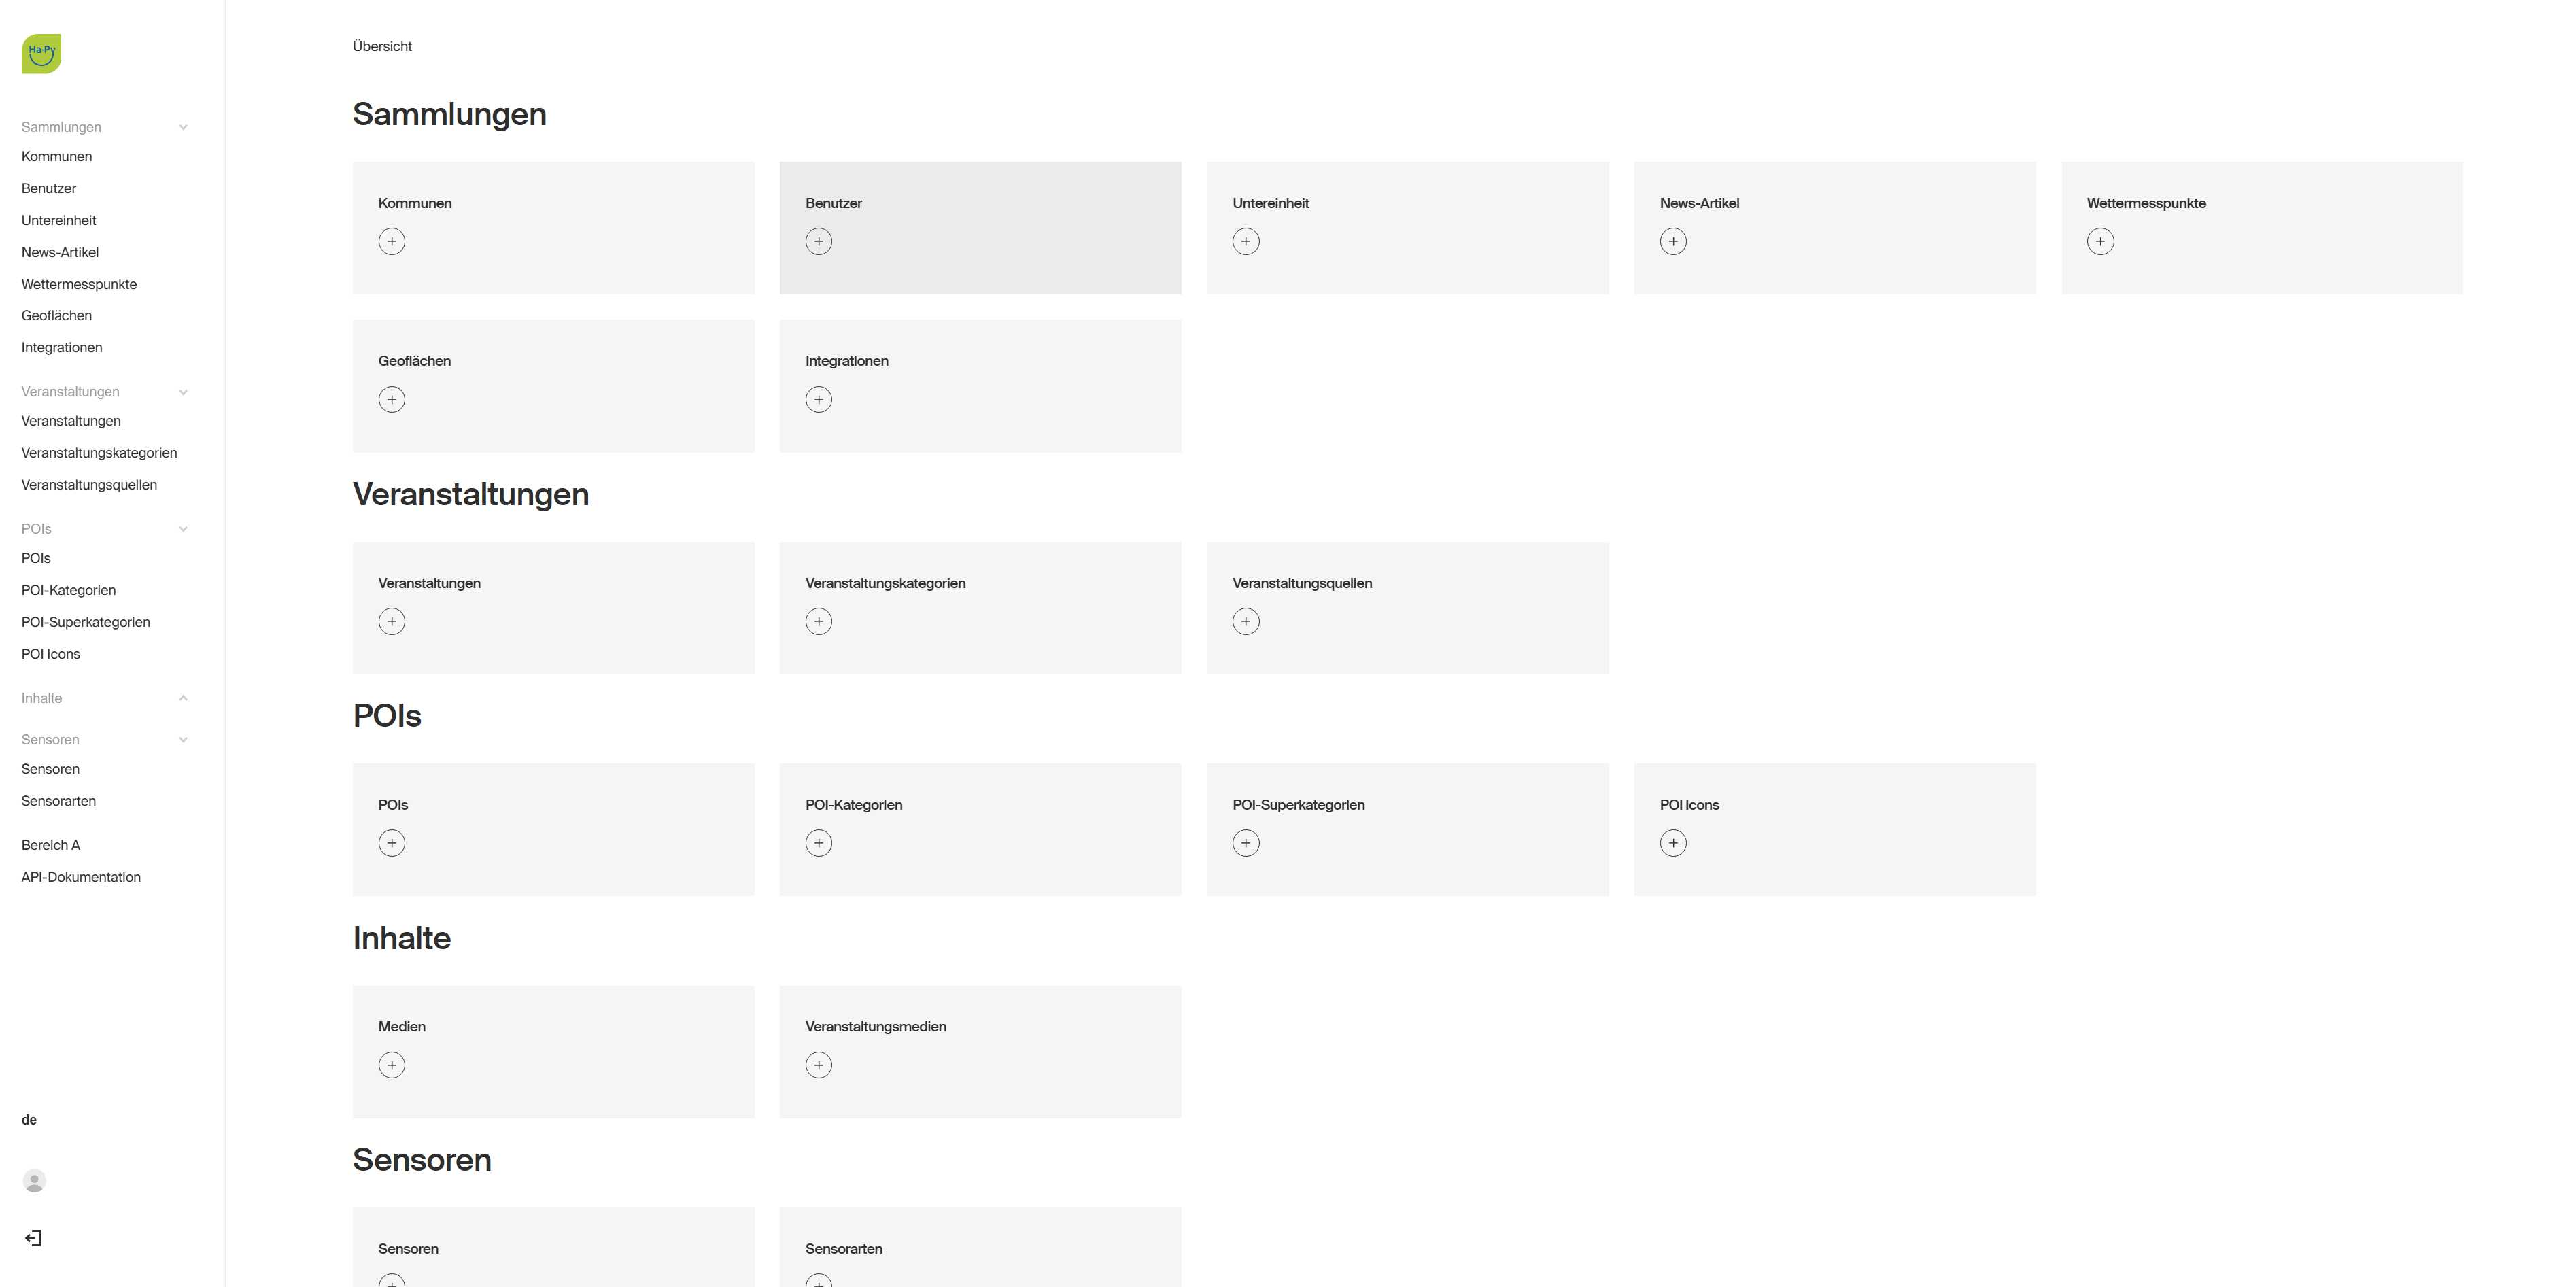 Ha-Py
Sammlungen
Kommunen
Benutzer
Untereinheit
News-Artikel
Wettermesspunkte
Geoflächen
Integrationen
Veranstaltungen
Veranstaltungen
Veranstaltungskategorien
Veranstaltungsquellen
POIs
POIs
POI-Kategorien
POI-Superkategorien
POI Icons
Inhalte
Sensoren
Sensoren
Sensorarten
Bereich A
API-Dokumentation
de
Übersicht
Sammlungen
Kommunen
Benutzer
Untereinheit
News-Artikel
Wettermesspunkte
Geoflächen
Integrationen
Veranstaltungen
Veranstaltungen
Veranstaltungskategorien
Veranstaltungsquellen
POIs
POIs
POI-Kategorien
POI-Superkategorien
POI Icons
Inhalte
Medien
Veranstaltungsmedien
Sensoren
Sensoren
Sensorarten